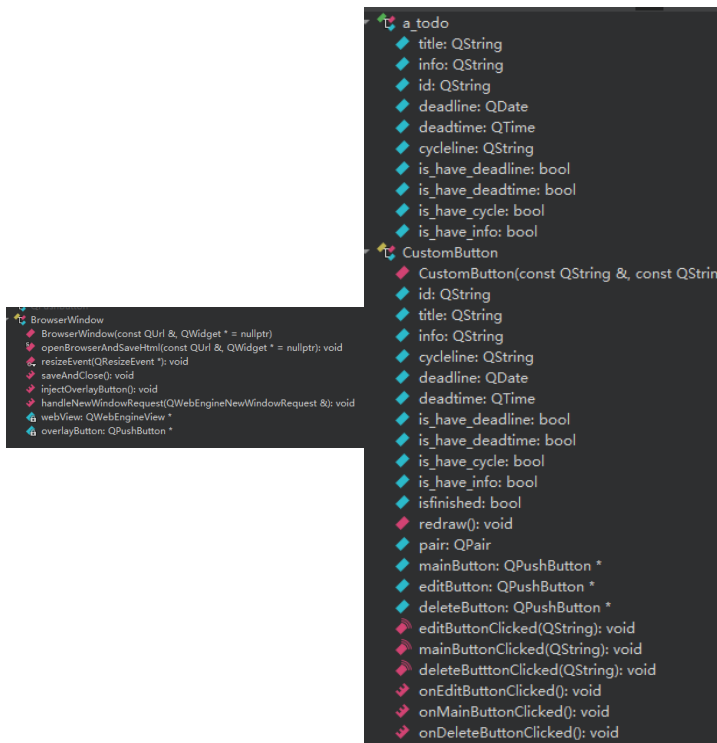 BrowserWindow
BrowserWindow(const QUrl &, QWidget * = nullptr)
openBrowserAndSaveHtml(const QUrl &, QWidget * = nullptr): void
resizeEvent(QResizeEvent *): void
saveAndClose(): void
injectOverlayButton(): void
handleNewWindowRequest(QWebEngineNewWindowRequest &): void
webView: QWebEngineView *
overlayButton: QPushButton *
a_todo
title: QString
info: QString
id: QString
deadline: QDate
deadtime: QTime
cycleline: QString
is_have_deadline: bool
is_have_deadtime: bool
is_have_cycle: bool
is_have_info: bool
CustomButton
CustomButton(const QString &, const QStrin
id: QString
title: QString
info: QString
cycleline: QString
deadline: QDate
deadtime: QTime
is_have_deadline: bool
is_have_deadtime: bool
is_have_cycle: bool
is_have_info: bool
isfinished: bool
redraw(): void
pair: QPair
mainButton: QPushButton *
editButton: QPushButton *
deleteButton: QPushButton *
editButtonClicked(QString): void
mainButtonClicked(QString): void
deleteButttonClicked(QString): void
onEditButtonClicked(): void
onMainButtonClicked(): void
onDeleteButtonClicked(): void